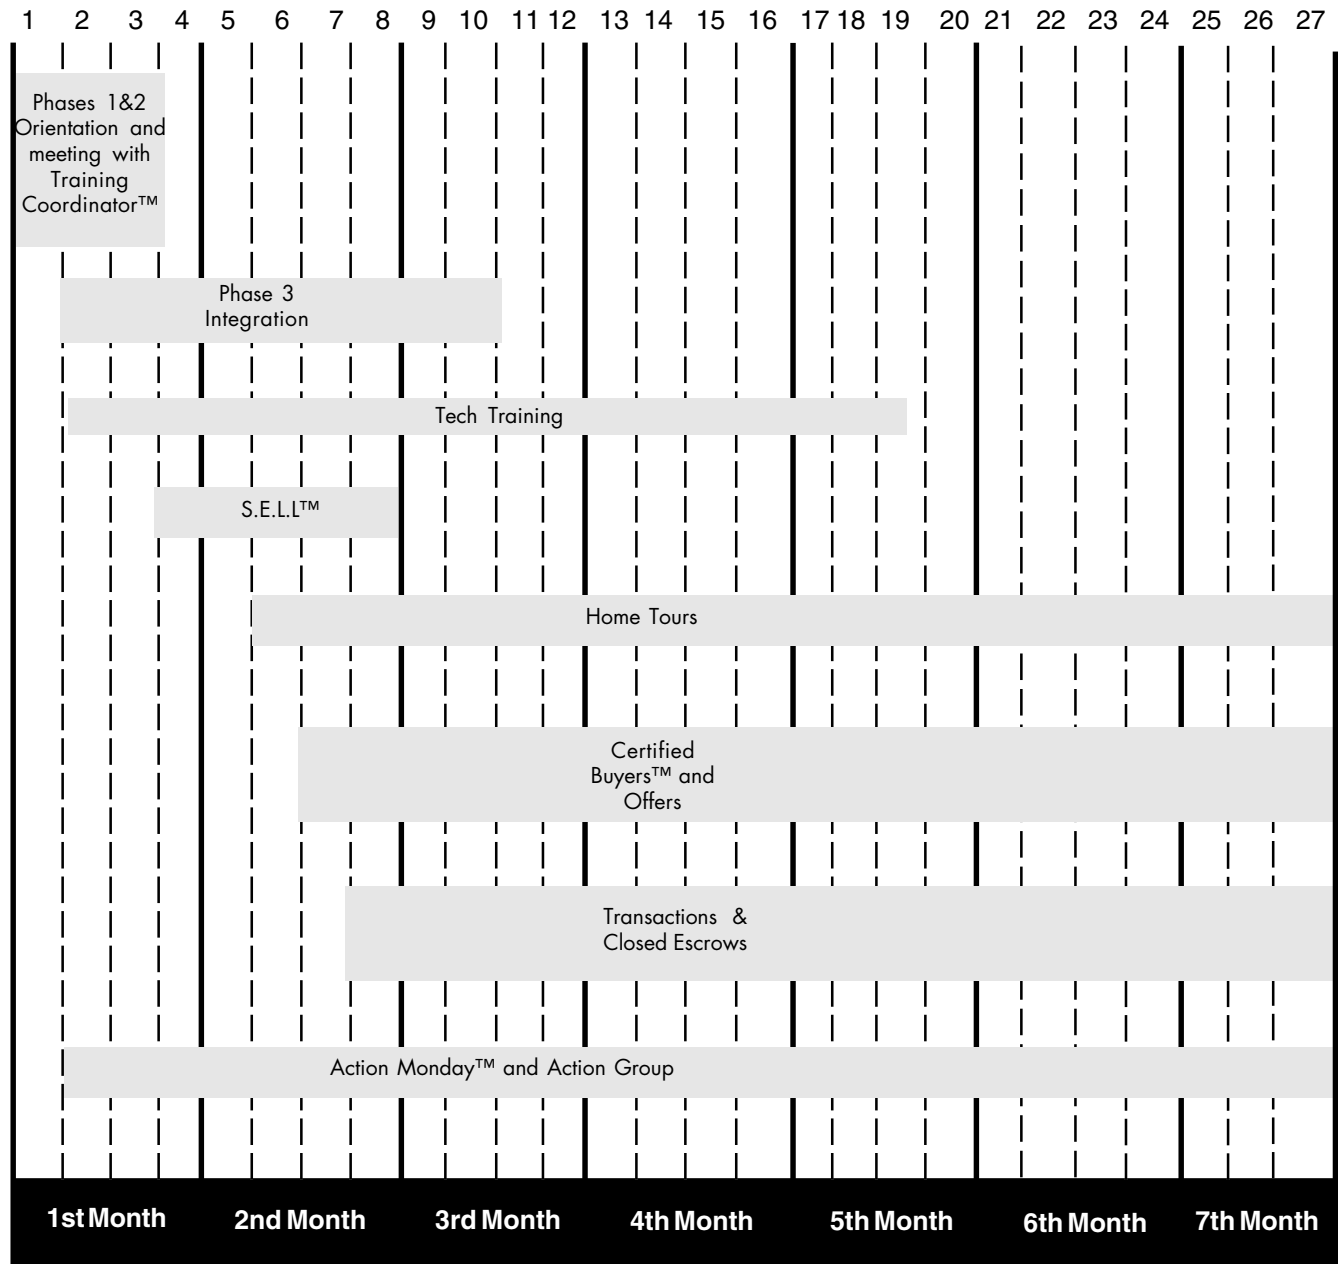 1 2 3 4 5 6 7 8 9 10 11 12 13 14 15 16 17 18 19 20 21 22 23 24 25 26 27
Phases 1&2
Orientation and
meeting with
Training
Coordinator™
Phase 3
Integration
Tech Training
S.E.L.L™
Home Tours
Certified
Buyers™ and
Offers
Transactions &
Closed Escrows
Action Monday™ and Action Group
1st Month 2nd Month 3rd Month 4th Month 5th Month 6th Month 7th Month